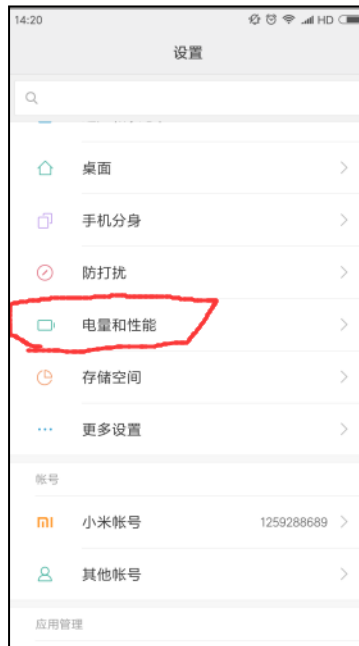 14:20 HD
设置
桌面
手机分身
防打扰
电量和性能
存储空间
更多设置
帐号
小米帐号 1259288689
其他帐号
应用管理